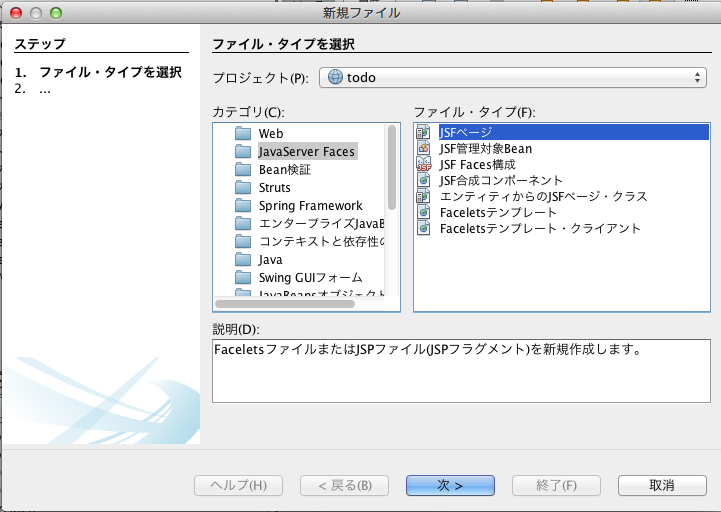 新規ファイル
ステップ
1. ファイル・タイプを選択
2. ...
ファイル・タイプを選択
プロジェクト(P): todo
カテゴリ(C):
Web
JavaServer Faces
Bean検証
Struts
Spring Framework
エンタープライズJavaB
コンテキストと依存性の
Java
Swing GUIフォーム
JavaBeansオブジェクト
ファイル・タイプ(F):
JSFページ
JSF管理対象Bean
JSF Faces構成
JSF合成コンポーネント
エンティティからのJSFページ・クラス
Faceletsテンプレート
Faceletsテンプレート・クライアント
説明(D):
FaceletsファイルまたはJSPファイル(JSPフラグメント)を新規作成します。
ヘルプ(H) < 戻る(B) 次 > 終了(F) 取消